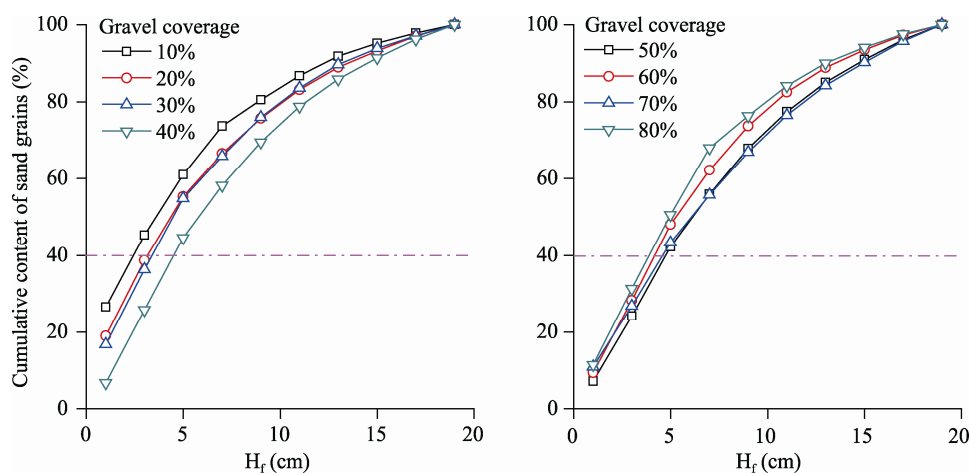 Cumulative content of sand grains (%)
100
80
60
40
20
0
Gravel coverage
10%
20%
30%
40%
0 5 10 15 20
H_f (cm)
100
80
60
40
20
0
Gravel coverage
50%
60%
70%
80%
0 5 10 15 20
H_f (cm)